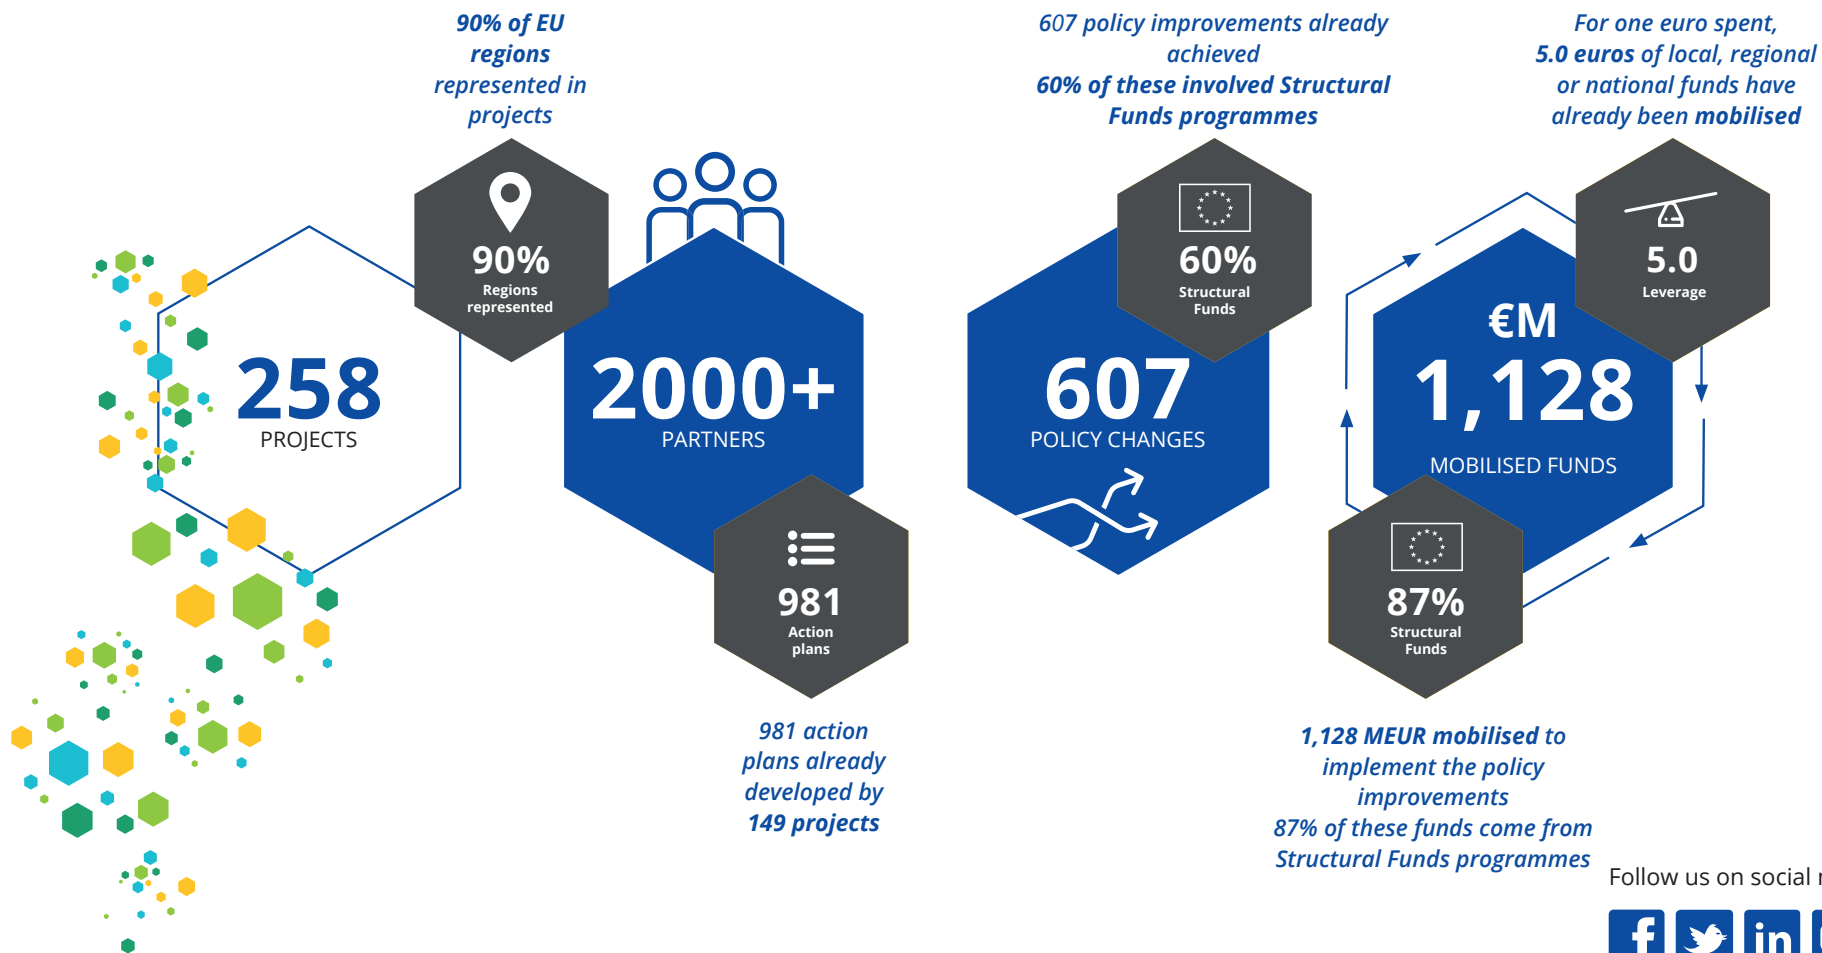 90% of EU
regions
represented in
projects
607 policy improvements already
achieved
60% of these involved Structural
Funds programmes
For one euro spent,
5.0 euros of local, regional
or national funds have
already been mobilised
258
PROJECTS
90%
Regions
represented
2000+
PARTNERS
981
Action
plans
981 action
plans already
developed by
149 projects
60%
Structural
Funds
607
POLICY CHANGES
5.0
Leverage
€M
1,128
MOBILISED FUNDS
87%
Structural
Funds
1,128 MEUR mobilised to
implement the policy
improvements
87% of these funds come from
Structural Funds programmes
Follow us on social